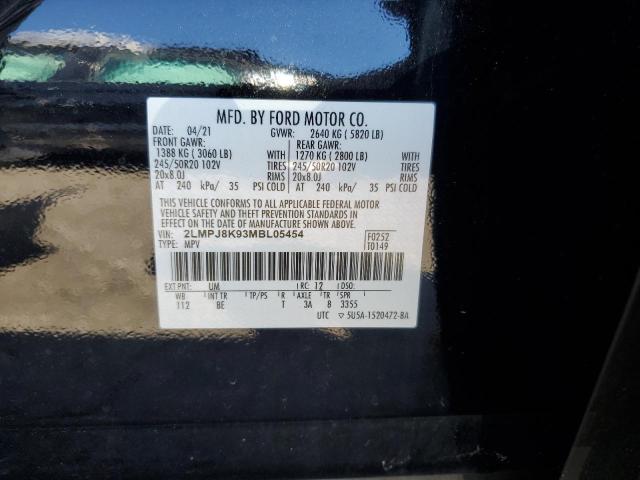 MFD. BY FORD MOTOR CO.
DATE: 04/21 GVWR: 2640 KG ( 5820 LB)
FRONT GAWR: REAR GAWR:
1388 KG ( 3060 LB) WITH 1270 KG ( 2800 LB) WITH
245/50R20 102V TIRES 245/50R20 102V TIRES
20x8.0J RIMS 20x8.0J RIMS
AT 240 kPa/ 35 PSI COLD AT 240 kPa/ 35 PSI COLD
THIS VEHICLE CONFORMS TO ALL APPLICABLE FEDERAL MOTOR
VEHICLE SAFETY AND THEFT PREVENTION STANDARDS IN
EFFECT ON THE DATE OF MANUFACTURE SHOWN ABOVE.
VIN: 2LMPJ8K93MBL05454 F0252
TYPE: MPV T0149
EXT PNT: UM RC: 12 DSO:
WB INT TR TP/PS R AXLE TR SPR
112 BE T 3A 8 3355
UTC ▽ 5U5A-1520472-BA